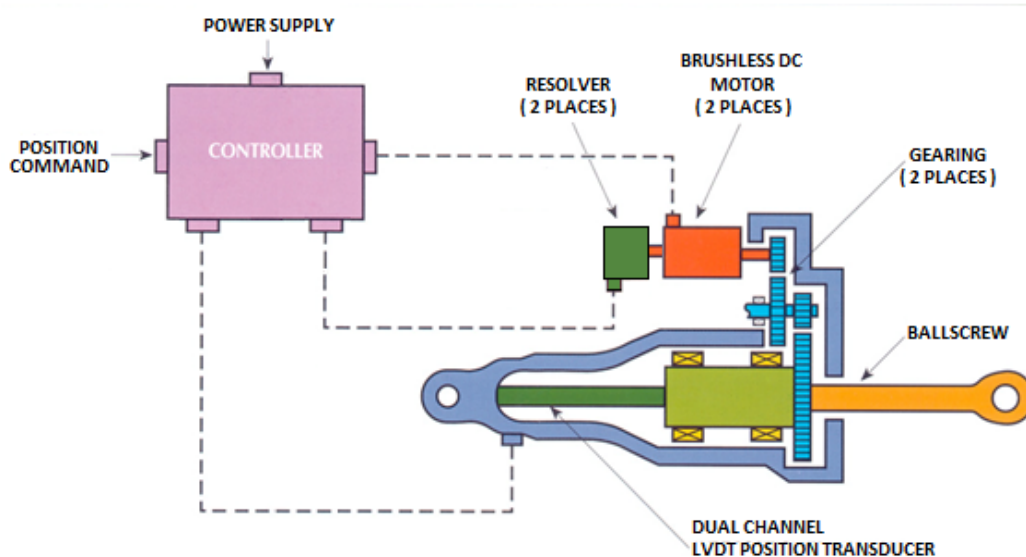 POWER SUPPLY
BRUSHLESS DC
MOTOR
( 2 PLACES )
RESOLVER
( 2 PLACES )
POSITION
COMMAND
CONTROLLER
GEARING
( 2 PLACES )
BALLSCREW
DUAL CHANNEL
LVDT POSITION TRANSDUCER